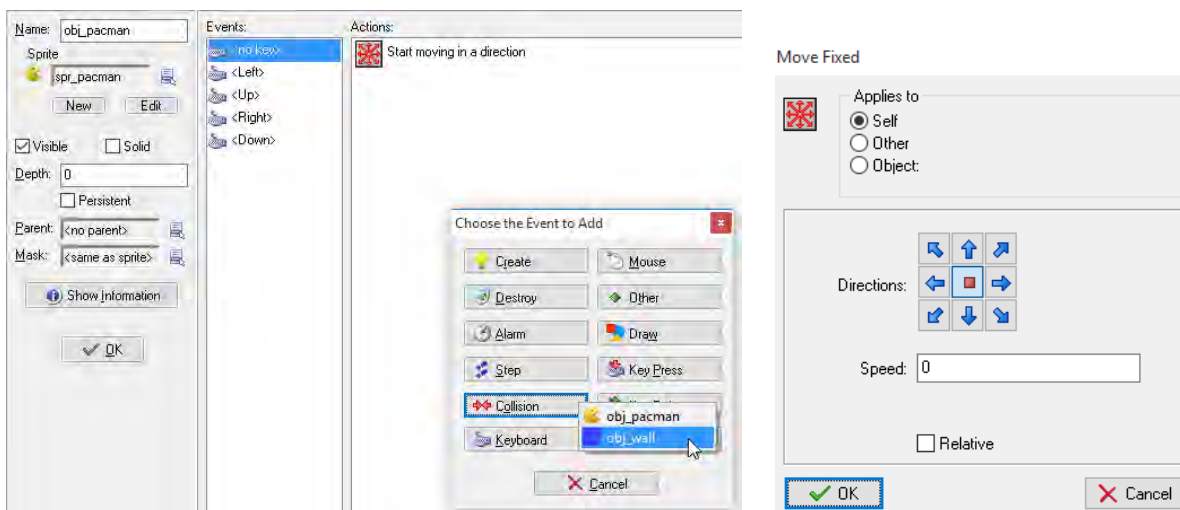 Name: obj_pacman
Sprite
spr_pacman
New Edit
Visible Solid
Depth: 0
Persistent
Parent: <no parent>
Mask: <same as sprite>
Show Information
OK
Events:
<no key>
<Left>
<Up>
<Right>
<Down>
Actions:
Start moving in a direction
Choose the Event to Add
Create Mouse
Destroy Other
Alarm Draw
Step Key Press
Collision
obj_pacman
obj_wall
Keyboard
Cancel
Move Fixed
Applies to
Self
Other
Object:
Directions:
Speed: 0
Relative
OK Cancel